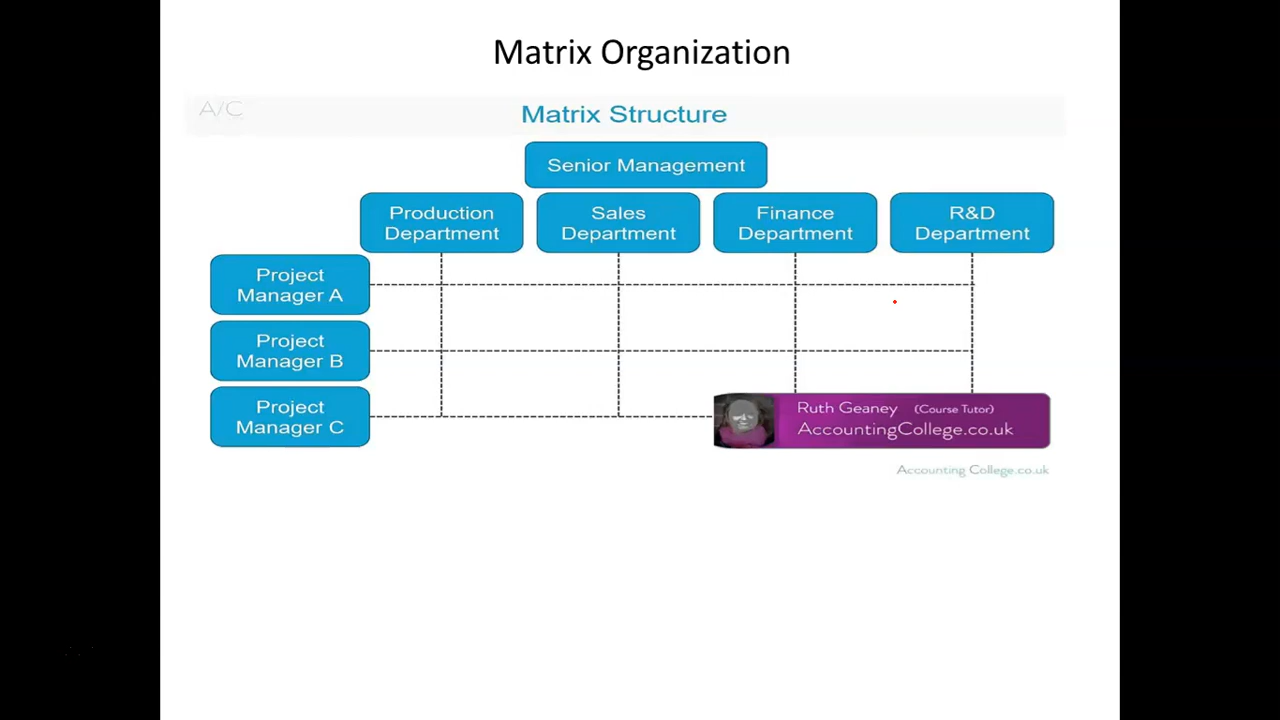 Matrix Organization
A/C
Matrix Structure
Senior Management
Production
Department
Sales
Department
Finance
Department
R&D
Department
Project
Manager A
Project
Manager B
Project
Manager C
Ruth Geaney (Course Tutor)
AccountingCollege.co.uk
Accounting College.co.uk